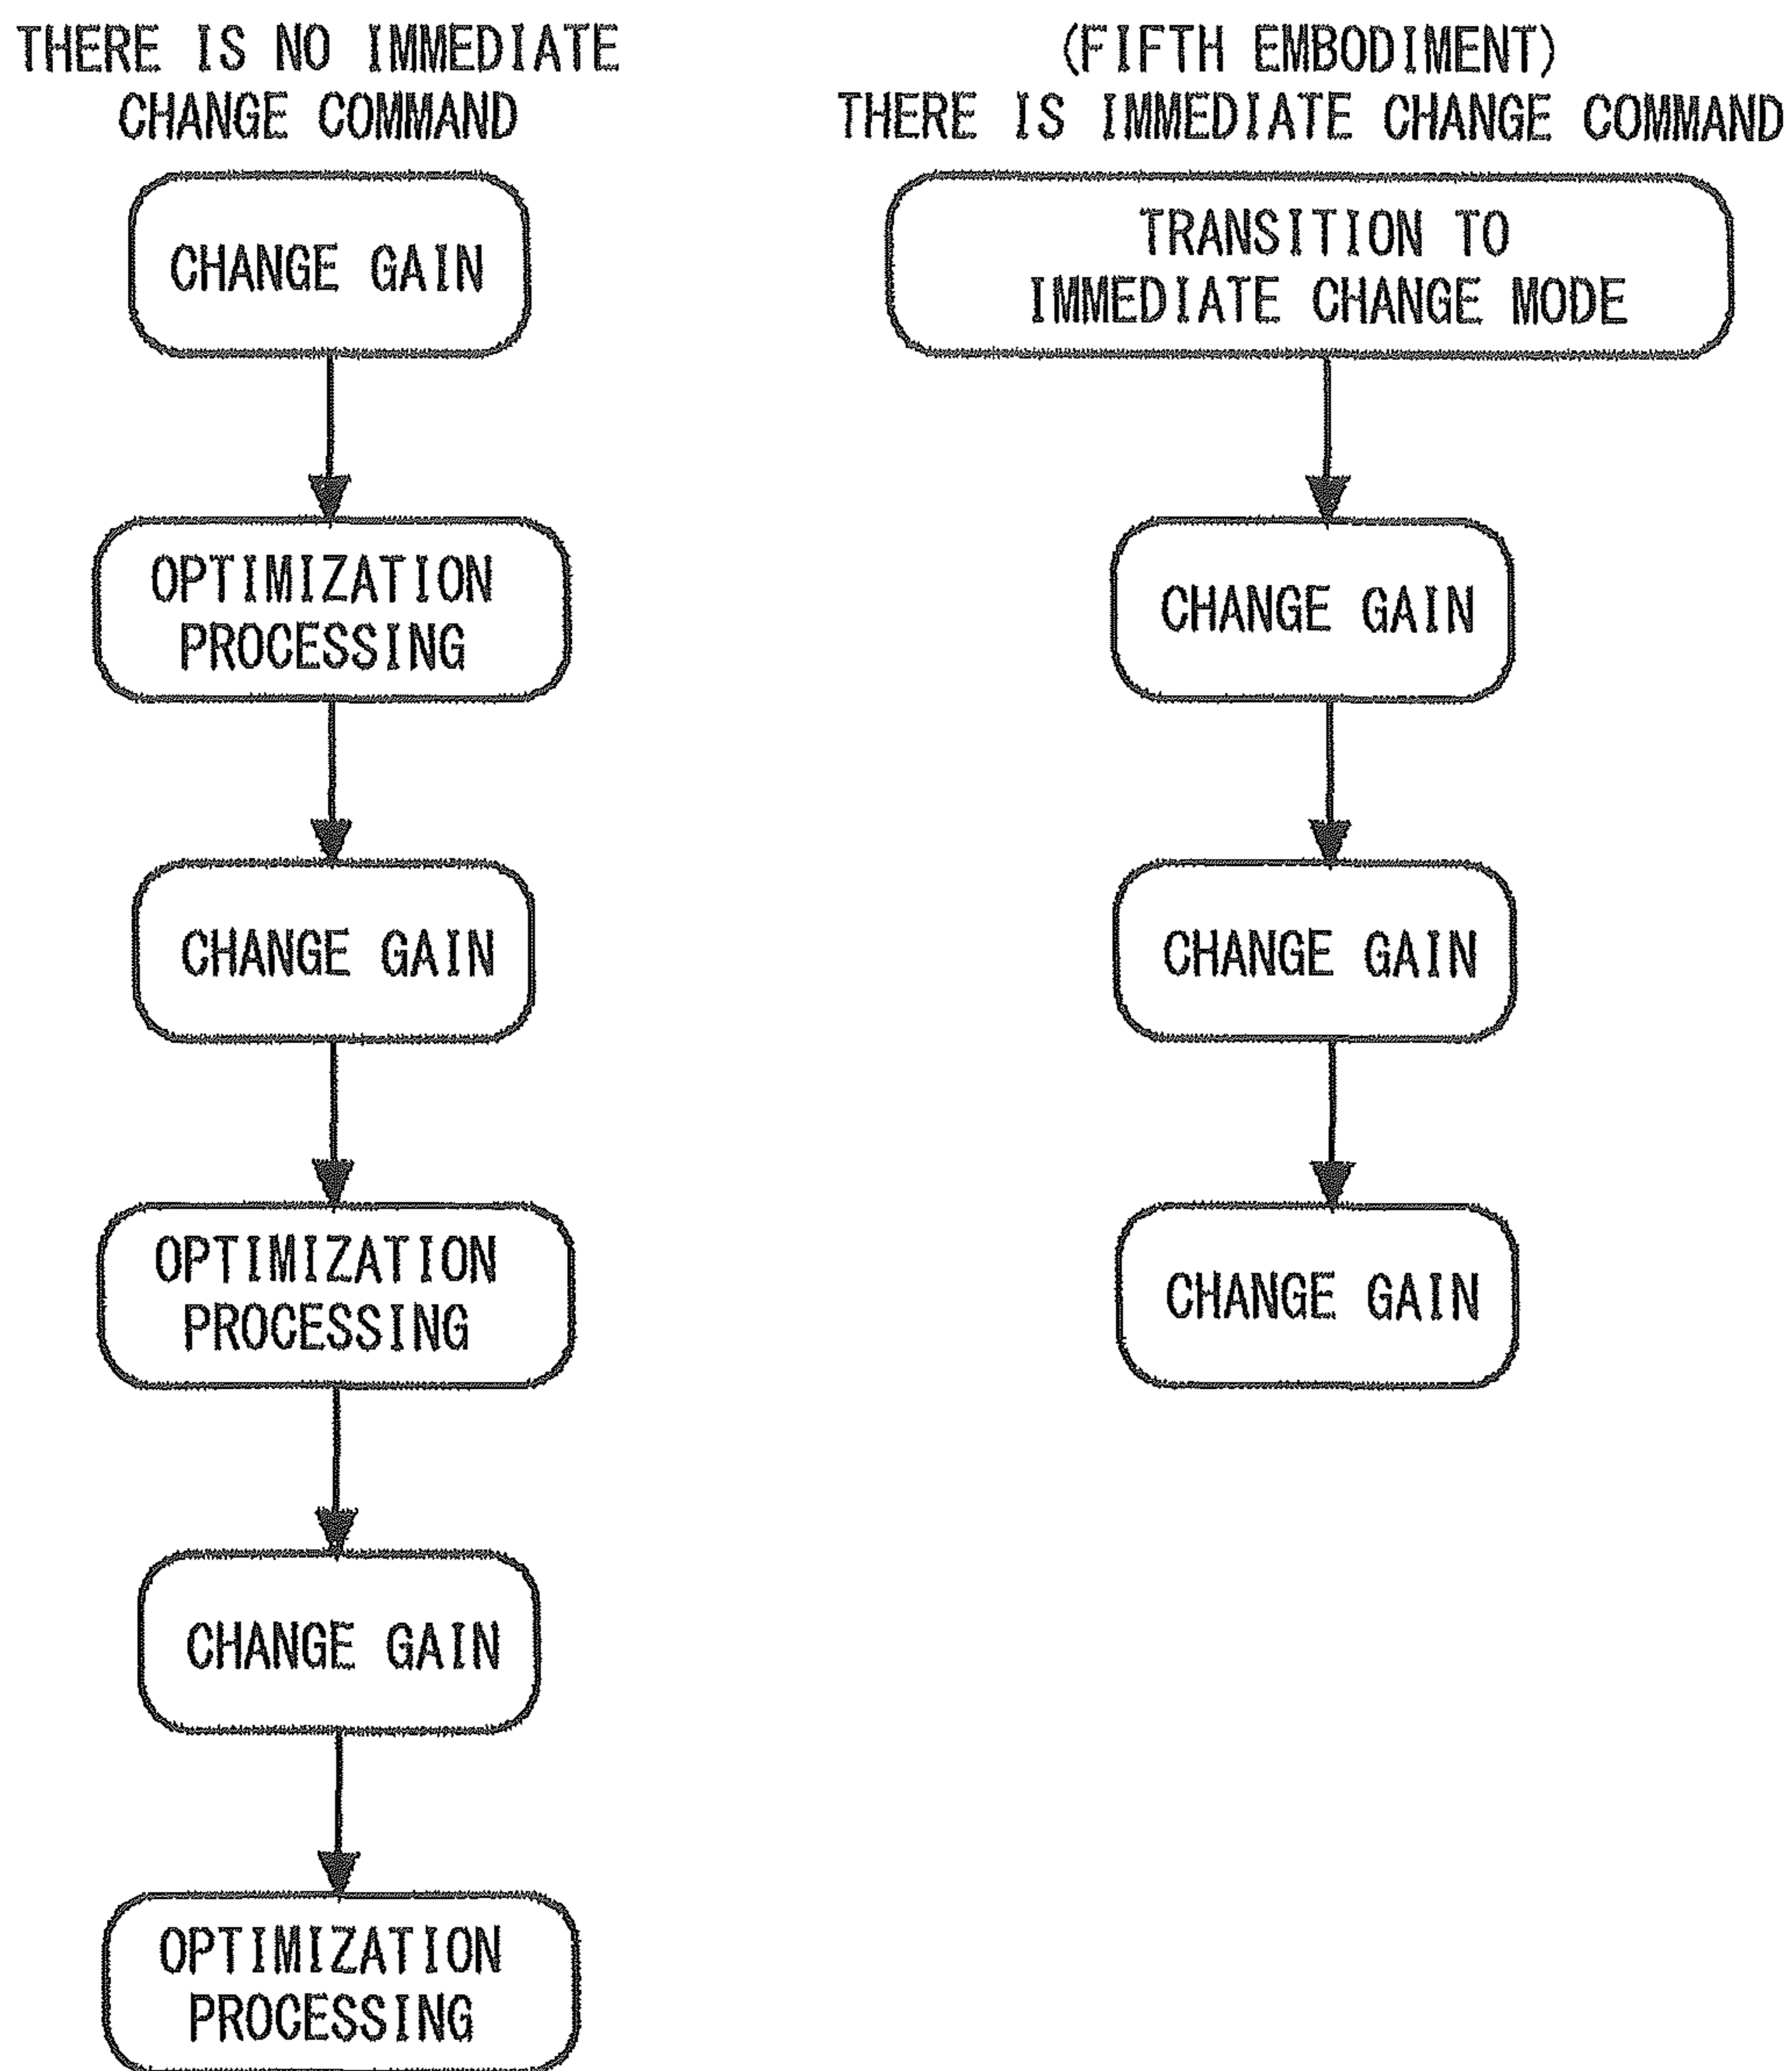 THERE IS NO IMMEDIATE
CHANGE COMMAND
CHANGE GAIN
OPTIMIZATION
PROCESSING
CHANGE GAIN
OPTIMIZATION
PROCESSING
CHANGE GAIN
OPTIMIZATION
PROCESSING
(FIFTH EMBODIMENT)
THERE IS IMMEDIATE CHANGE COMMAND
TRANSITION TO
IMMEDIATE CHANGE MODE
CHANGE GAIN
CHANGE GAIN
CHANGE GAIN